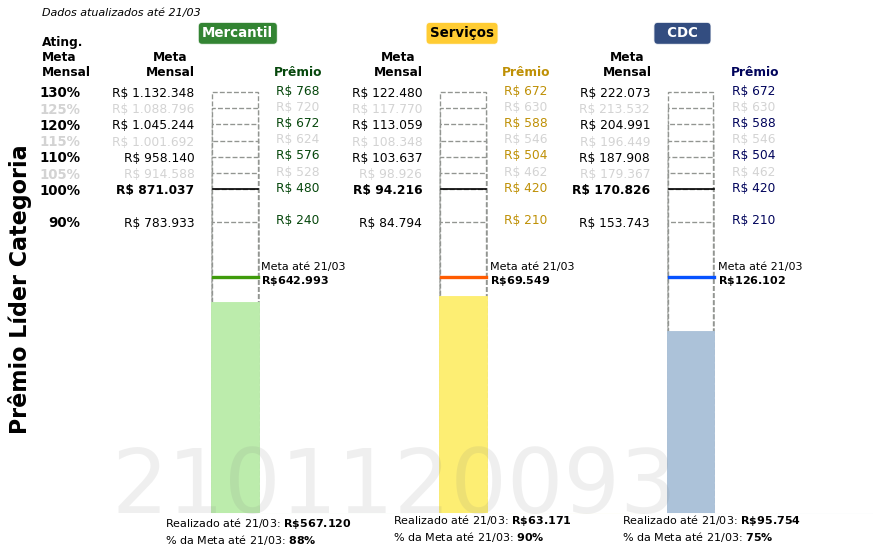 Dados atualizados até 21/03
Mercantil Serviços CDC
Ating. Meta Mensal
Meta Mensal Prêmio Meta Mensal Prêmio Meta Mensal Prêmio
130% R$ 1.132.348 R$ 768 R$ 122.480 R$ 672 R$ 222.073 R$ 672
125% R$ 1.088.796 R$ 720 R$ 117.770 R$ 630 R$ 213.532 R$ 630
120% R$ 1.045.244 R$ 672 R$ 113.059 R$ 588 R$ 204.991 R$ 588
115% R$ 1.001.692 R$ 624 R$ 108.348 R$ 546 R$ 196.449 R$ 546
110% R$ 958.140 R$ 576 R$ 103.637 R$ 504 R$ 187.908 R$ 504
105% R$ 914.588 R$ 528 R$ 98.926 R$ 462 R$ 179.367 R$ 462
100% R$ 871.037 R$ 480 R$ 94.216 R$ 420 R$ 170.826 R$ 420
90% R$ 783.933 R$ 240 R$ 84.794 R$ 210 R$ 153.743 R$ 210
Meta até 21/03 Meta até 21/03 Meta até 21/03
R$642.993 R$69.549 R$126.102
Prêmio Líder Categoria
2101120093
Realizado até 21/03: R$567.120 Realizado até 21/03: R$63.171 Realizado até 21/03: R$95.754
% da Meta até 21/03: 88% % da Meta até 21/03: 90% % da Meta até 21/03: 75%